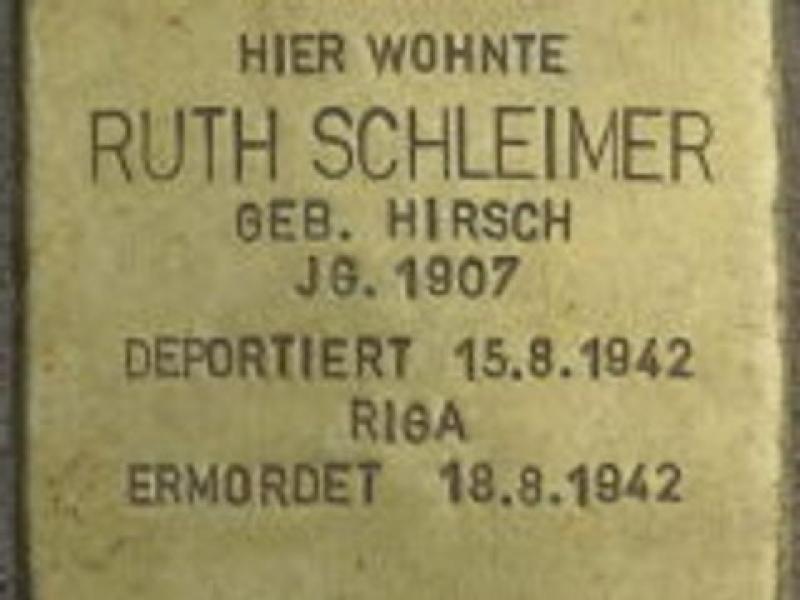 HIER WOHNTE
RUTH SCHLEIMER
GEB. HIRSCH
JG. 1907
DEPORTIERT 15.8.1942
RIGA
ERMORDET 18.8.1942